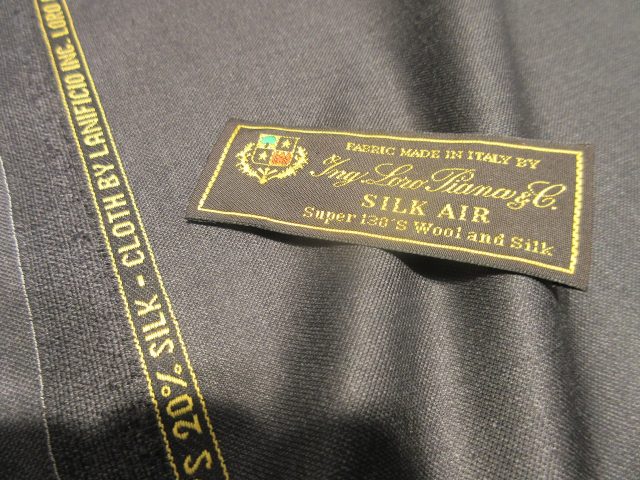 S 20% SILK - CLOTH BY LANIFICIO ING. LORO
FABRIC MADE IN ITALY BY
Ing. Loro Piana & C.
SILK AIR
Super 130'S Wool and Silk